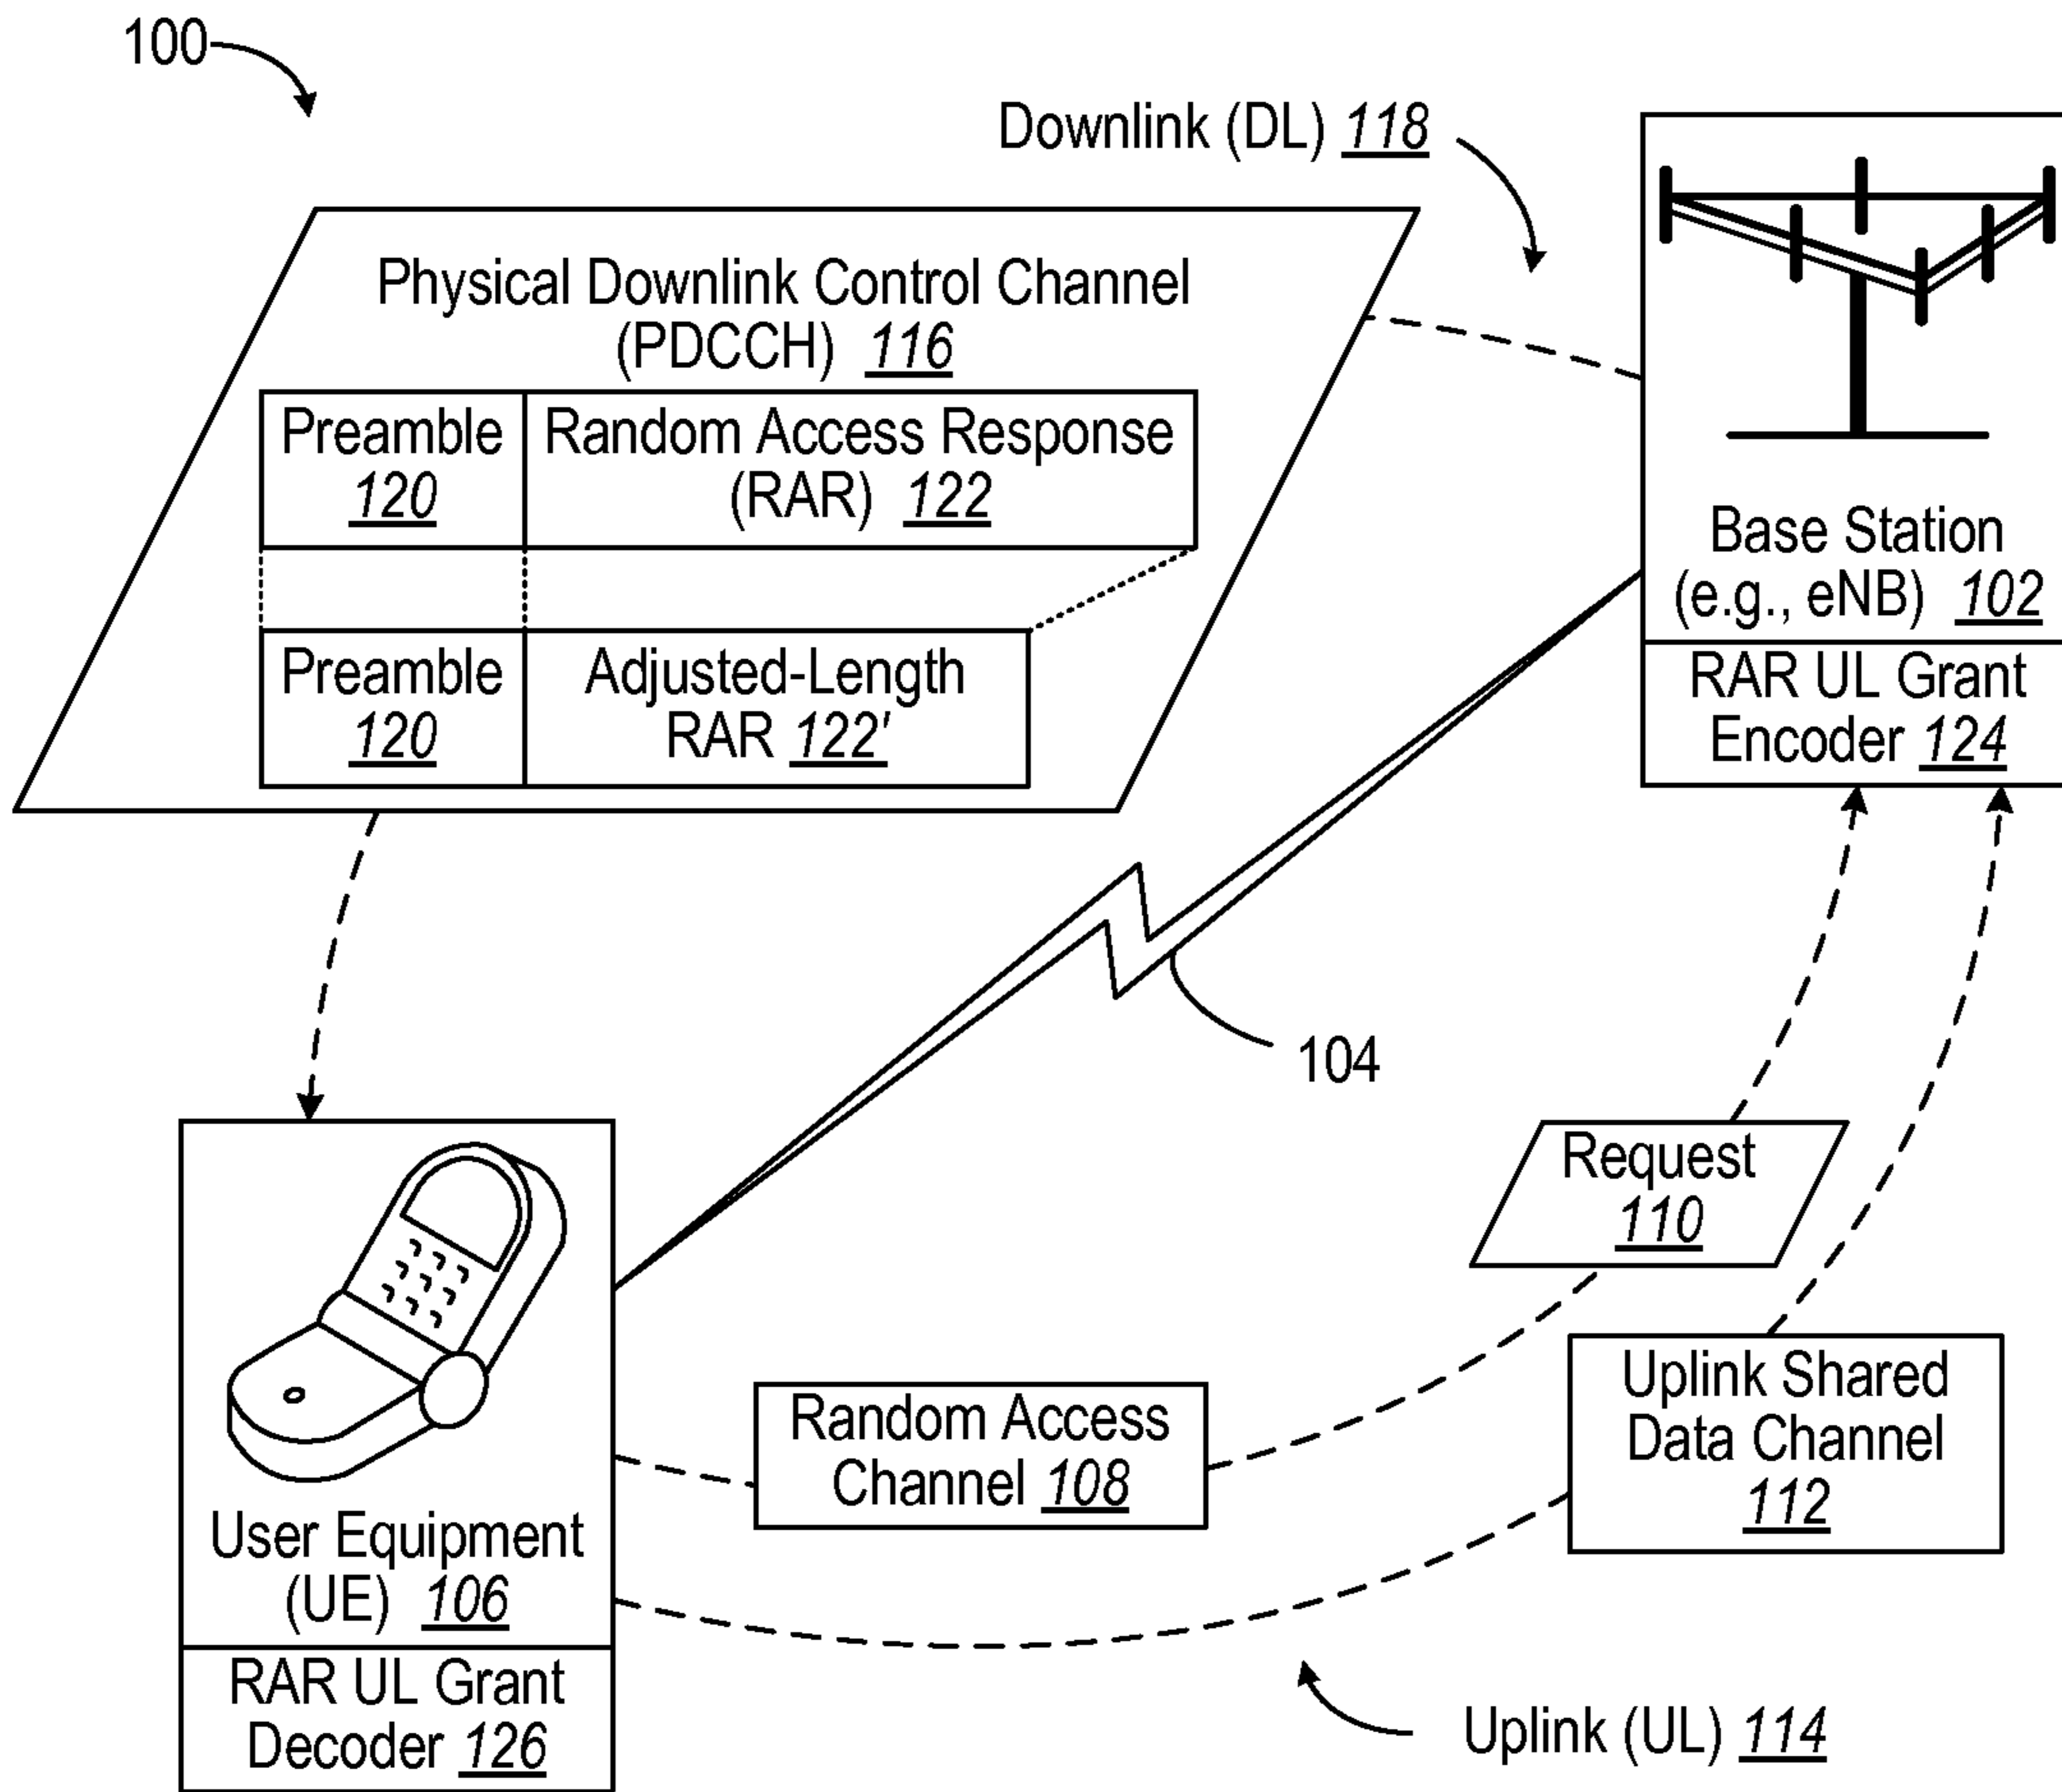 100
Downlink (DL) 118
Physical Downlink Control Channel
(PDCCH) 116
Preamble
120
Random Access Response
(RAR) 122
Preamble
120
Adjusted-Length
RAR 122'
Base Station
(e.g., eNB) 102
RAR UL Grant
Encoder 124
104
Request
110
Uplink Shared
Data Channel
112
Random Access
Channel 108
User Equipment
(UE) 106
RAR UL Grant
Decoder 126
Uplink (UL) 114